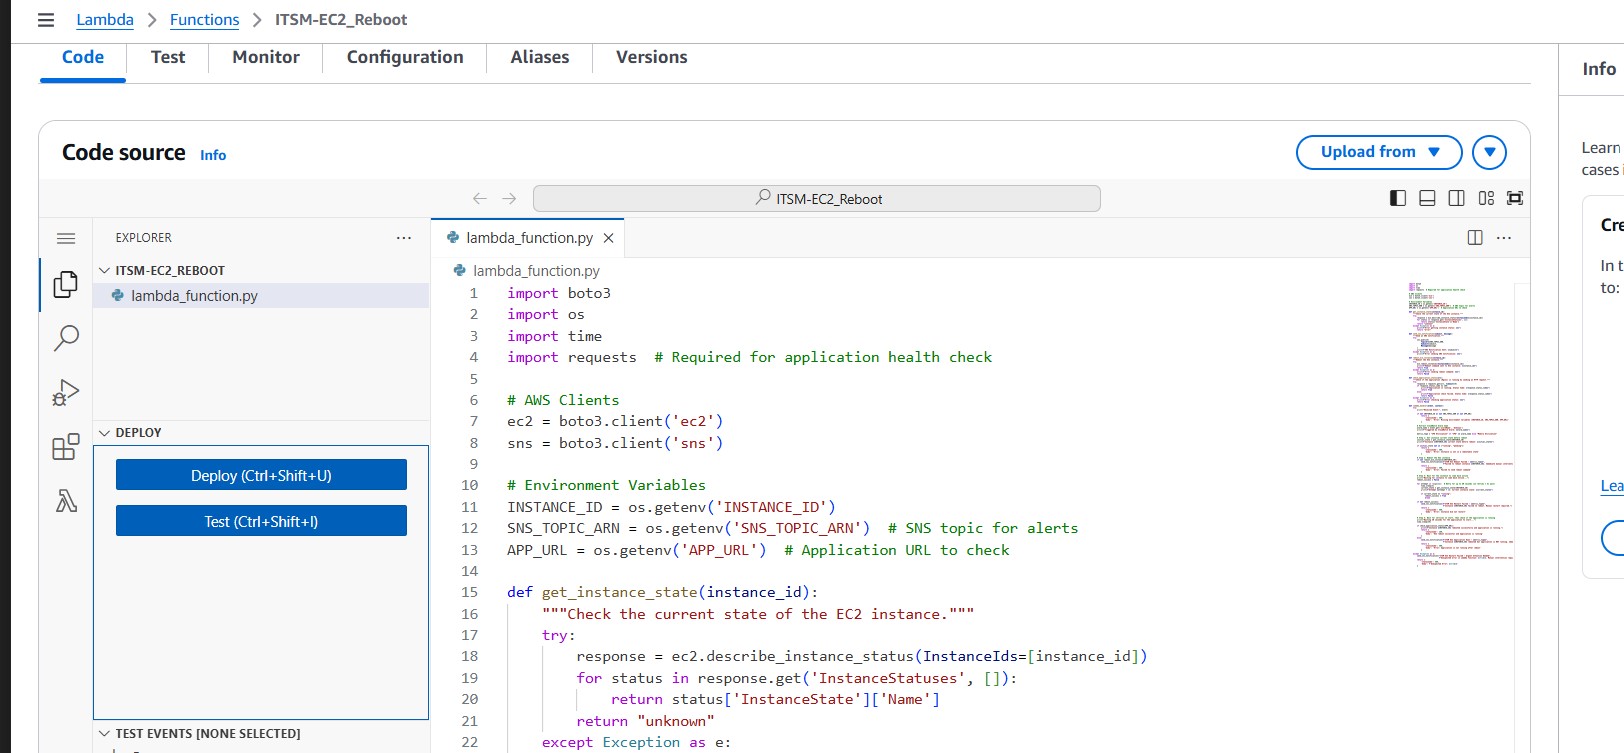 Lambda > Functions > ITSM-EC2_Reboot
Code Test Monitor Configuration Aliases Versions
Info
Code source Info
Upload from
Learn
cases i
ITSM-EC2_Reboot
Cre
In t
to:
Lea
EXPLORER
ITSM-EC2_REBOOT
lambda_function.py
DEPLOY
Deploy (Ctrl+Shift+U)
Test (Ctrl+Shift+I)
TEST EVENTS [NONE SELECTED]
lambda_function.py
lambda_function.py
1 import boto3
2 import os
3 import time
4 import requests  # Required for application health check
5
6 # AWS Clients
7 ec2 = boto3.client('ec2')
8 sns = boto3.client('sns')
9
10 # Environment Variables
11 INSTANCE_ID = os.getenv('INSTANCE_ID')
12 SNS_TOPIC_ARN = os.getenv('SNS_TOPIC_ARN')  # SNS topic for alerts
13 APP_URL = os.getenv('APP_URL')  # Application URL to check
14
15 def get_instance_state(instance_id):
16     """Check the current state of the EC2 instance."""
17     try:
18         response = ec2.describe_instance_status(InstanceIds=[instance_id])
19         for status in response.get('InstanceStatuses', []):
20             return status['InstanceState']['Name']
21         return "unknown"
22     except Exception as e: